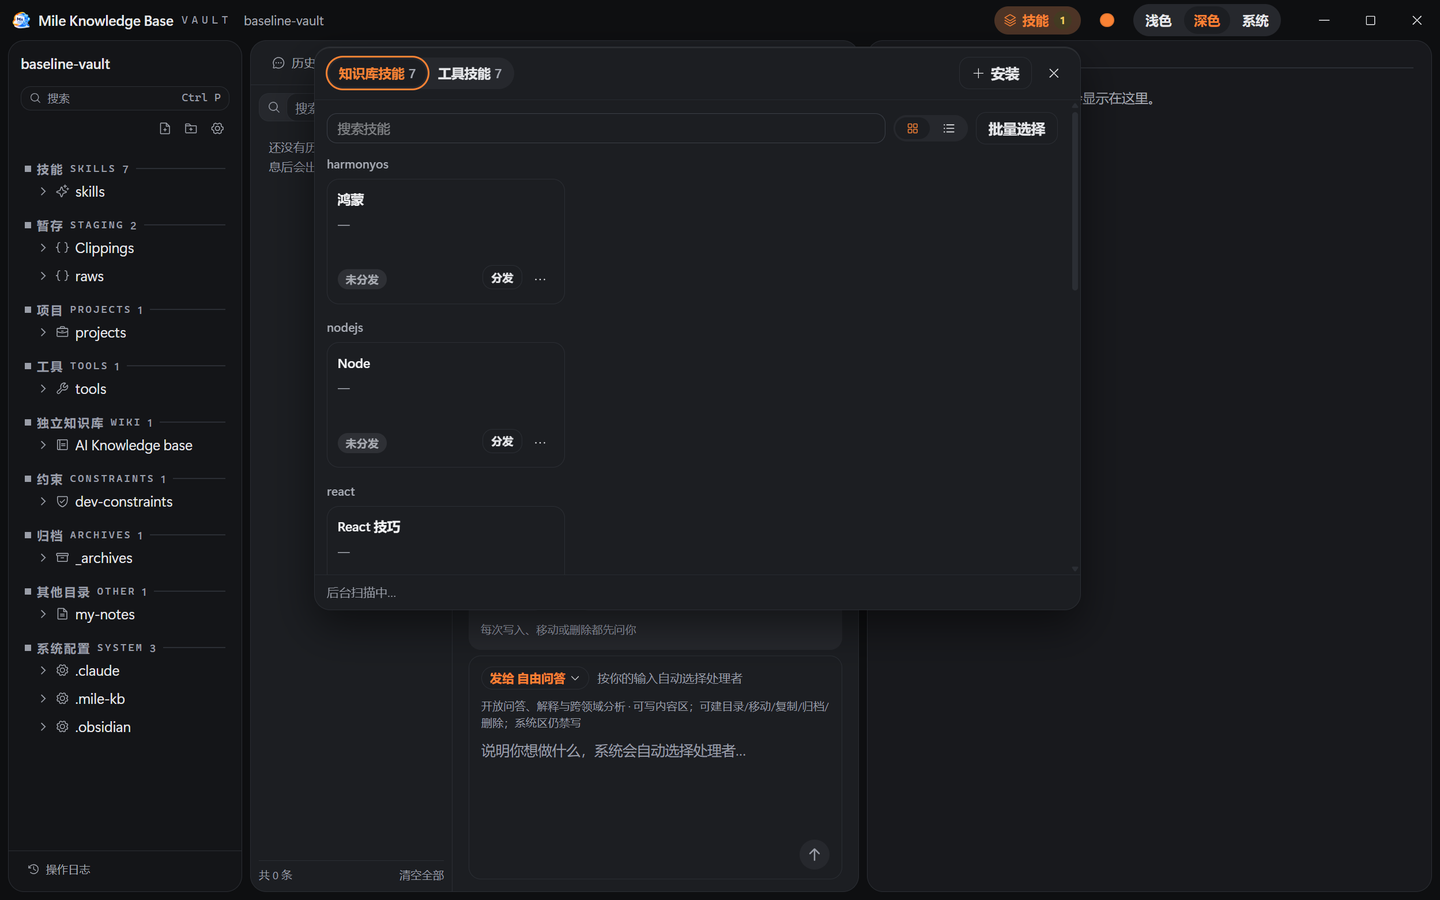 Mile Knowledge Base VAULT baseline-vault
技能 1
浅色 深色 系统
baseline-vault
搜索 Ctrl P
技能 SKILLS 7
skills
暂存 STAGING 2
Clippings
raws
项目 PROJECTS 1
projects
工具 TOOLS 1
tools
独立知识库 WIKI 1
AI Knowledge base
约束 CONSTRAINTS 1
dev-constraints
归档 ARCHIVES 1
_archives
其他目录 OTHER 1
my-notes
系统配置 SYSTEM 3
.claude
.mile-kb
.obsidian
操作日志
历史
搜索
还没有历
息后会出
共 0 条 清空全部
知识库技能 7 工具技能 7
安装
搜索技能
批量选择
harmonyos
鸿蒙
—
未分发 分发 ...
nodejs
Node
—
未分发 分发 ...
react
React 技巧
—
后台扫描中...
每次写入、移动或删除都先问你
发给 自由问答 按你的输入自动选择处理者
开放问答、解释与跨领域分析 · 可写内容区；可建目录/移动/复制/归档/
删除；系统区仍禁写
说明你想做什么，系统会自动选择处理者...
显示在这里。